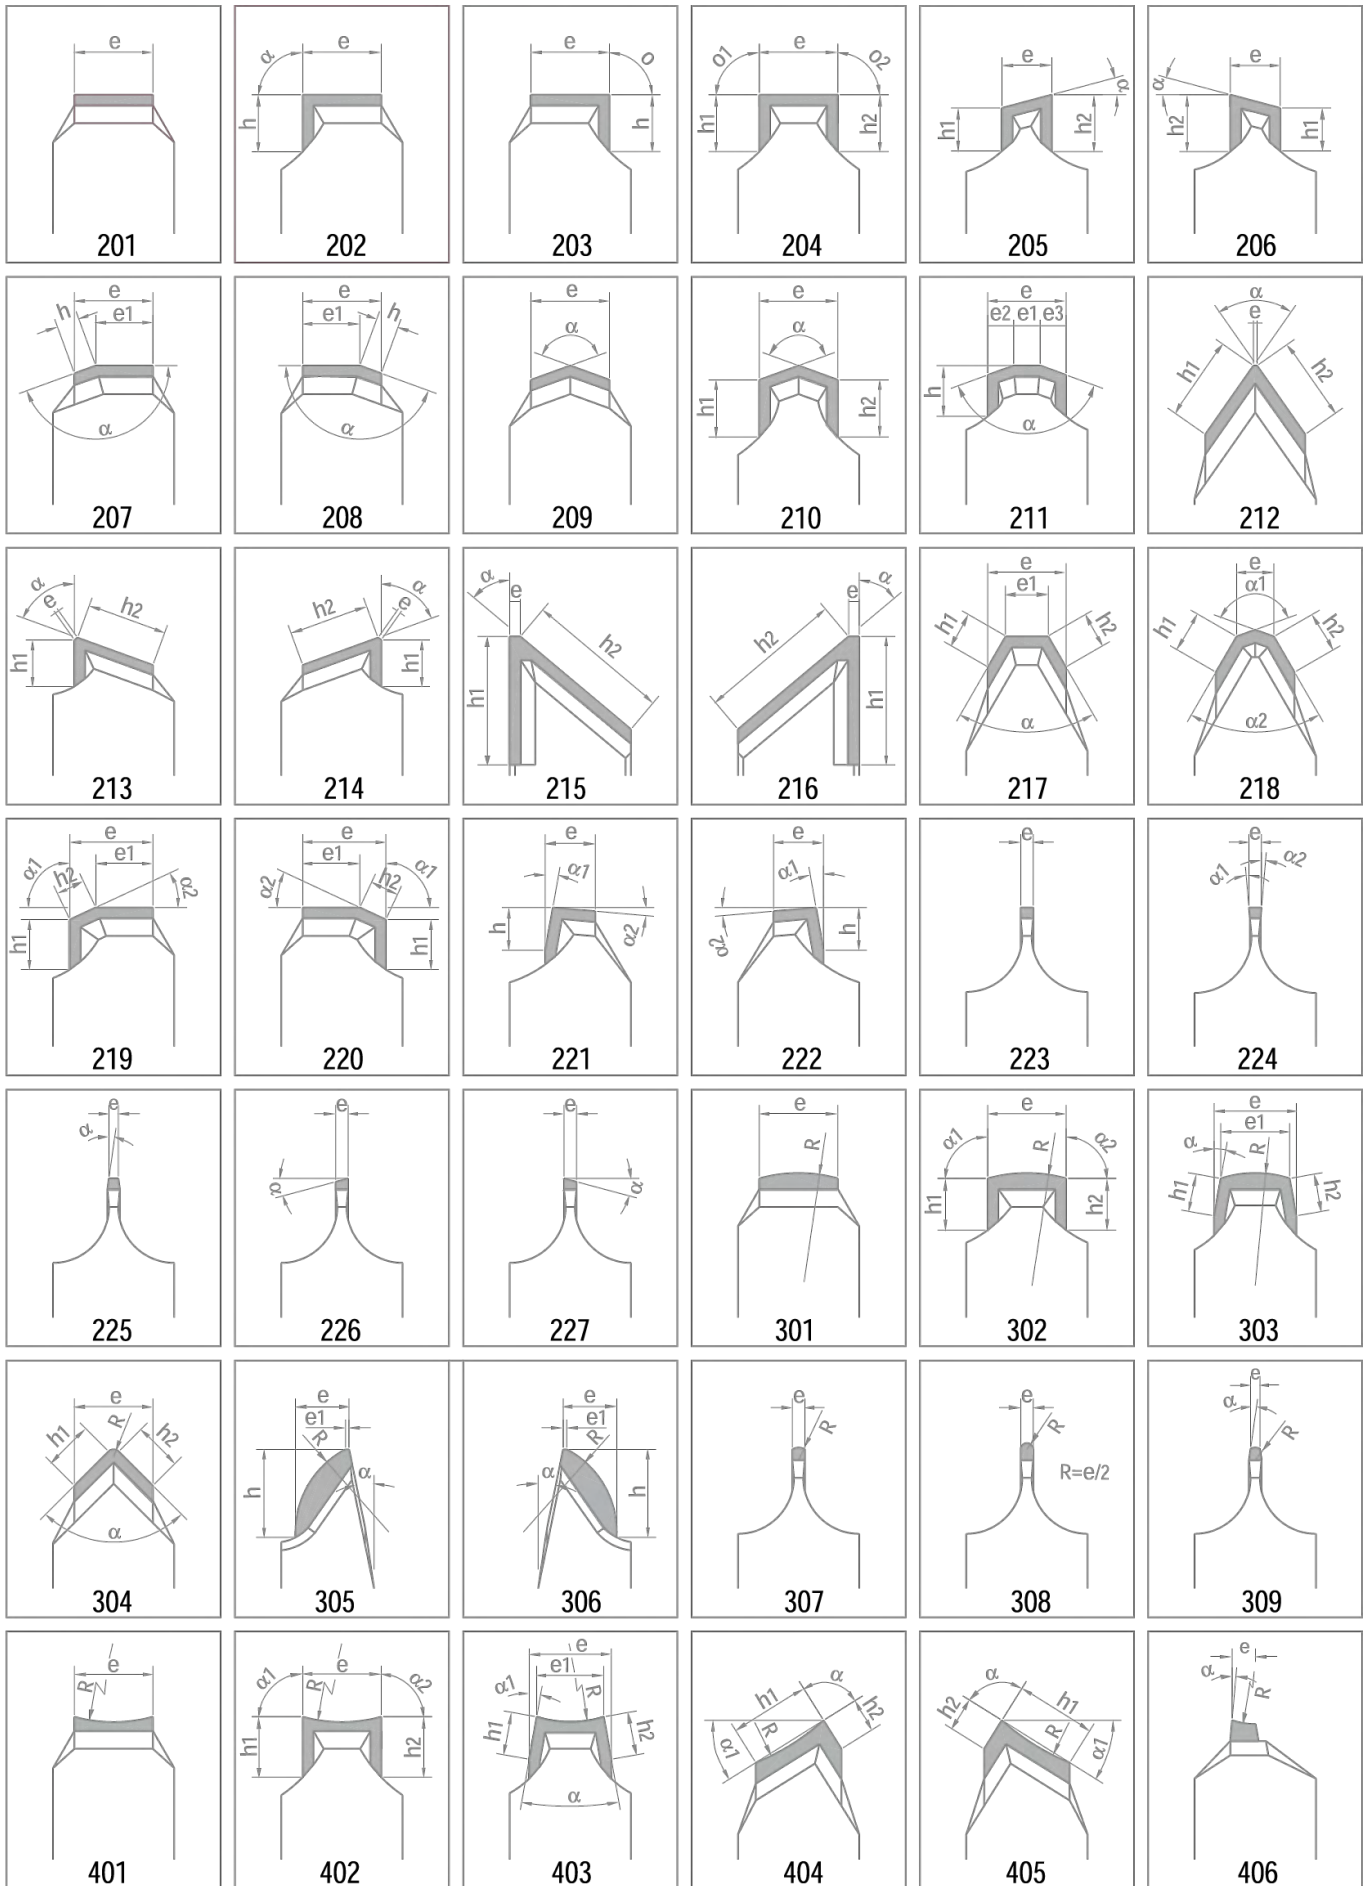 e
201
e
α
h
202
e
o
h
203
e
o1
o2
h1
h2
204
e
α
h1
h2
205
e
α
h2
h1
206
e
h
e1
α
207
e
e1
h
α
208
e
α
209
e
α
h1
h2
210
e
e2 e1 e3
h
α
211
α
e
h1
h2
212
α
e
h2
h1
213
α
e
h2
h1
214
α
e
h2
h1
215
α
e
h2
h1
216
e
e1
h1
h2
α
217
e
α1
h1
h2
α2
218
e
e1
α1
h2
α2
h1
219
e
e1
α2
h2
α1
h1
220
e
α1
h
α2
221
e
α1
α2
h
222
e
223
e
α1
α2
224
e
α
225
e
α
226
e
α
227
e
R
301
e
α1
R
α2
h1
h2
302
e
e1
α
R
h1
h2
303
e
h1
R
h2
α
304
e
e1
R
α
h
305
e
e1
R
α
h
306
e
R
307
e
R
R=e/2
308
e
α
R
309
e
R
401
e
α1
R
α2
h1
h2
402
e
e1
α1
R
h1
h2
α
403
α
h1
h2
R
α1
404
α
h1
h2
R
α1
405
e
α
R
406